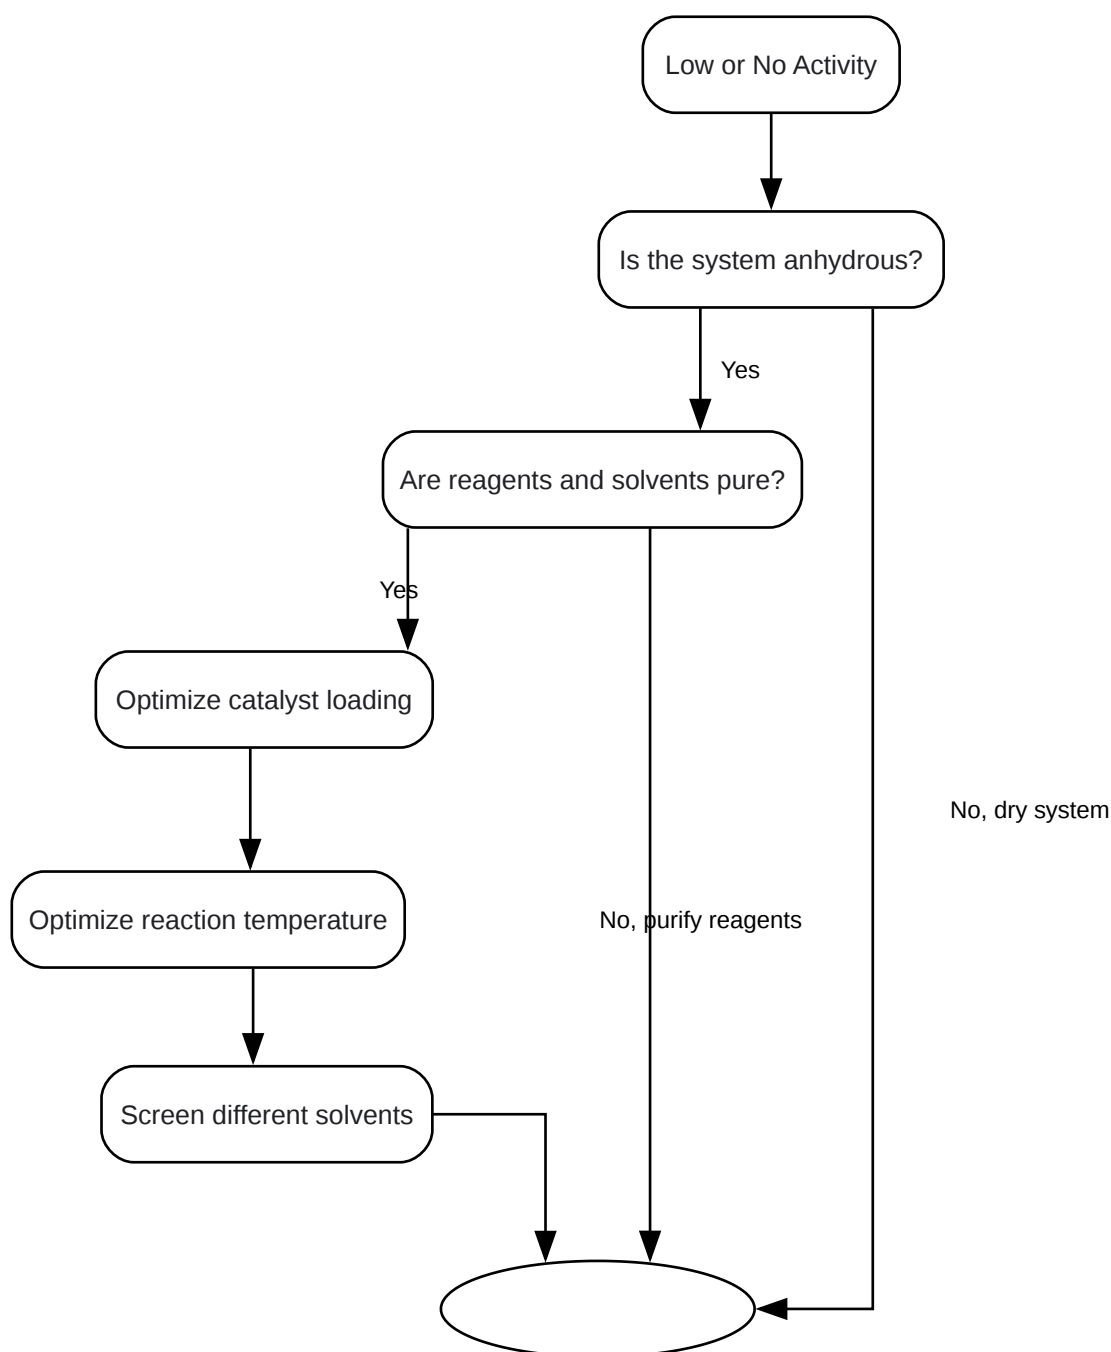 Low or No Activity
Is the system anhydrous?
Yes
Are reagents and solvents pure?
Yes
Optimize catalyst loading
No, dry system
Optimize reaction temperature
No, purify reagents
Screen different solvents